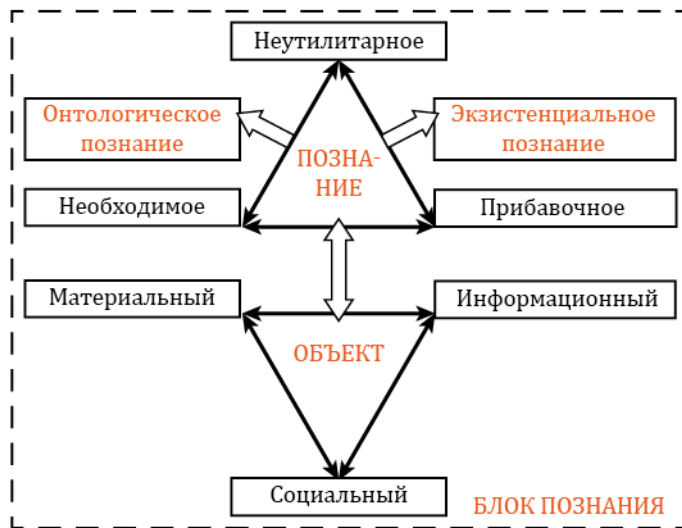 Неутилитарное
Онтологическое
познание
Экзистенциальное
познание
ПОЗНА-
НИЕ
Необходимое
Прибавочное
Материальный
Информационный
ОБЪЕКТ
Социальный
БЛОК ПОЗНАНИЯ